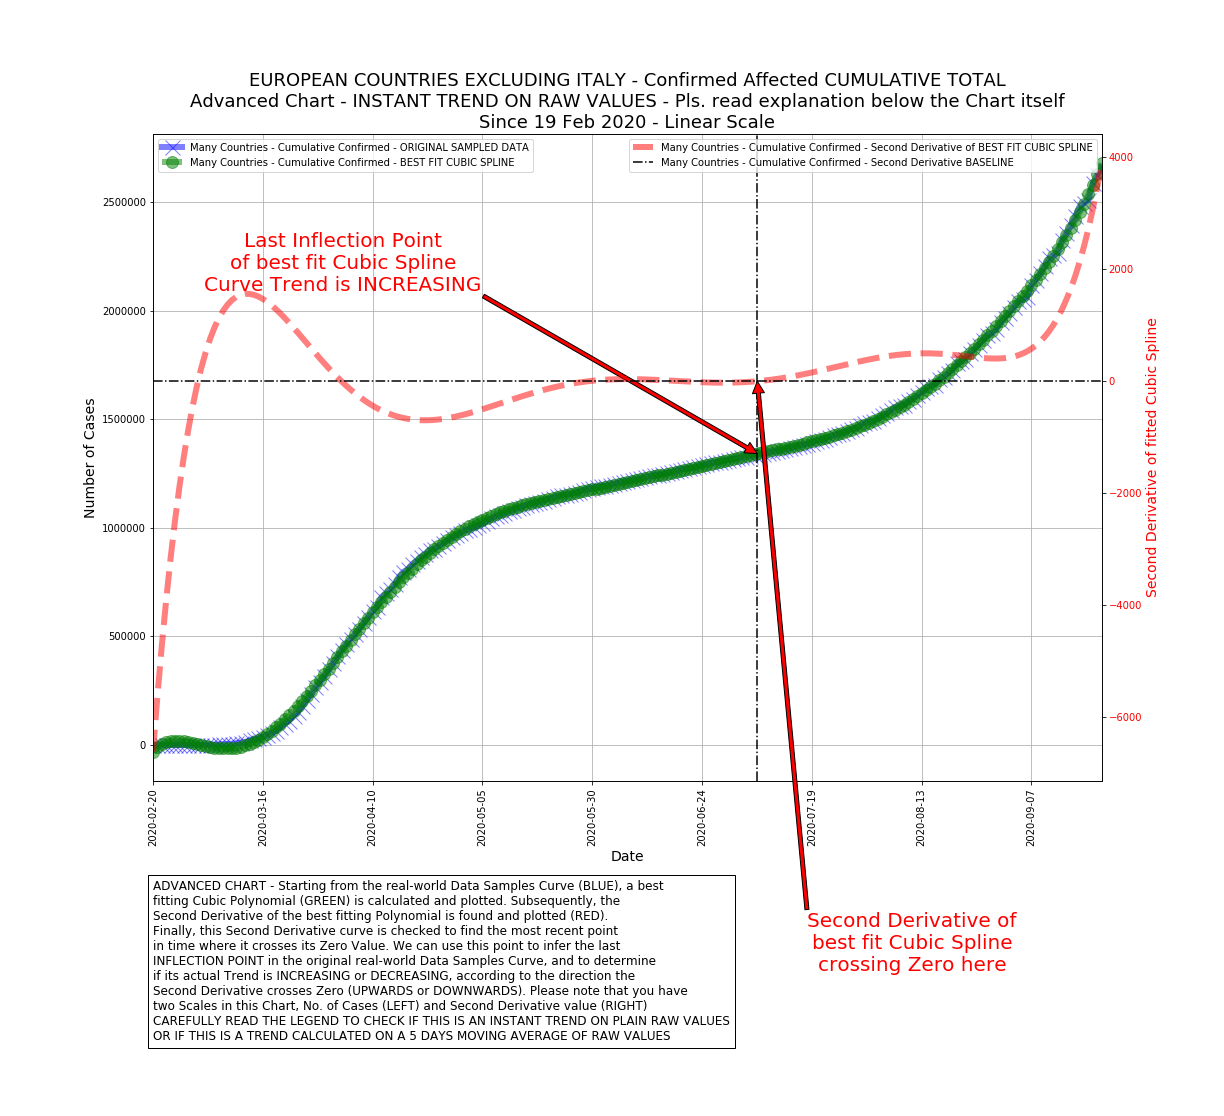 EUROPEAN COUNTRIES EXCLUDING ITALY - Confirmed Affected CUMULATIVE TOTAL
Advanced Chart - INSTANT TREND ON RAW VALUES - Pls. read explanation below the Chart itself
Since 19 Feb 2020 - Linear Scale
Many Countries - Cumulative Confirmed - ORIGINAL SAMPLED DATA
Many Countries - Cumulative Confirmed - BEST FIT CUBIC SPLINE
Many Countries - Cumulative Confirmed - Second Derivative of BEST FIT CUBIC SPLINE
Many Countries - Cumulative Confirmed - Second Derivative BASELINE
Last Inflection Point
of best fit Cubic Spline
Curve Trend is INCREASING
Number of Cases
2500000
2000000
1500000
1000000
500000
0
4000
2000
0
−2000
−4000
−6000
Second Derivative of fitted Cubic Spline
2020-02-20
2020-03-16
2020-04-10
2020-05-05
2020-05-30
2020-06-24
2020-07-19
2020-08-13
2020-09-07
Date
ADVANCED CHART - Starting from the real-world Data Samples Curve (BLUE), a best
fitting Cubic Polynomial (GREEN) is calculated and plotted. Subsequently, the
Second Derivative of the best fitting Polynomial is found and plotted (RED).
Finally, this Second Derivative curve is checked to find the most recent point
in time where it crosses its Zero Value. We can use this point to infer the last
INFLECTION POINT in the original real-world Data Samples Curve, and to determine
if its actual Trend is INCREASING or DECREASING, according to the direction the
Second Derivative crosses Zero (UPWARDS or DOWNWARDS). Please note that you have
two Scales in this Chart, No. of Cases (LEFT) and Second Derivative value (RIGHT)
CAREFULLY READ THE LEGEND TO CHECK IF THIS IS AN INSTANT TREND ON PLAIN RAW VALUES
OR IF THIS IS A TREND CALCULATED ON A 5 DAYS MOVING AVERAGE OF RAW VALUES
Second Derivative of
best fit Cubic Spline
crossing Zero here